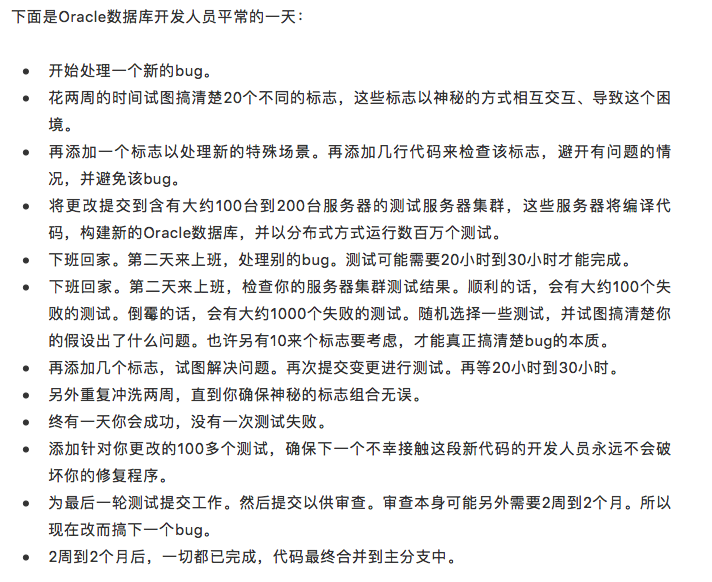 下面是Oracle数据库开发人员平常的一天：
• 开始处理一个新的bug。
• 花两周的时间试图搞清楚20个不同的标志，这些标志以神秘的方式相互交互、导致这个困
境。
• 再添加一个标志以处理新的特殊场景。再添加几行代码来检查该标志，避开有问题的情
况，并避免该bug。
• 将更改提交到含有大约100台到200台服务器的测试服务器集群，这些服务器将编译代
码，构建新的Oracle数据库，并以分布式方式运行数百万个测试。
• 下班回家。第二天来上班，处理别的bug。测试可能需要20小时到30小时才能完成。
• 下班回家。第二天来上班，检查你的服务器集群测试结果。顺利的话，会有大约100个失
败的测试。倒霉的话，会有大约1000个失败的测试。随机选择一些测试，并试图搞清楚你
的假设出了什么问题。也许另有10来个标志要考虑，才能真正搞清楚bug的本质。
• 再添加几个标志，试图解决问题。再次提交变更进行测试。再等20小时到30小时。
• 另外重复冲洗两周，直到你确保神秘的标志组合无误。
• 终有一天你会成功，没有一次测试失败。
• 添加针对你更改的100多个测试，确保下一个不幸接触这段新代码的开发人员永远不会破
坏你的修复程序。
• 为最后一轮测试提交工作。然后提交以供审查。审查本身可能另外需要2周到2个月。所以
现在改而搞下一个bug。
• 2周到2个月后，一切都已完成，代码最终合并到主分支中。